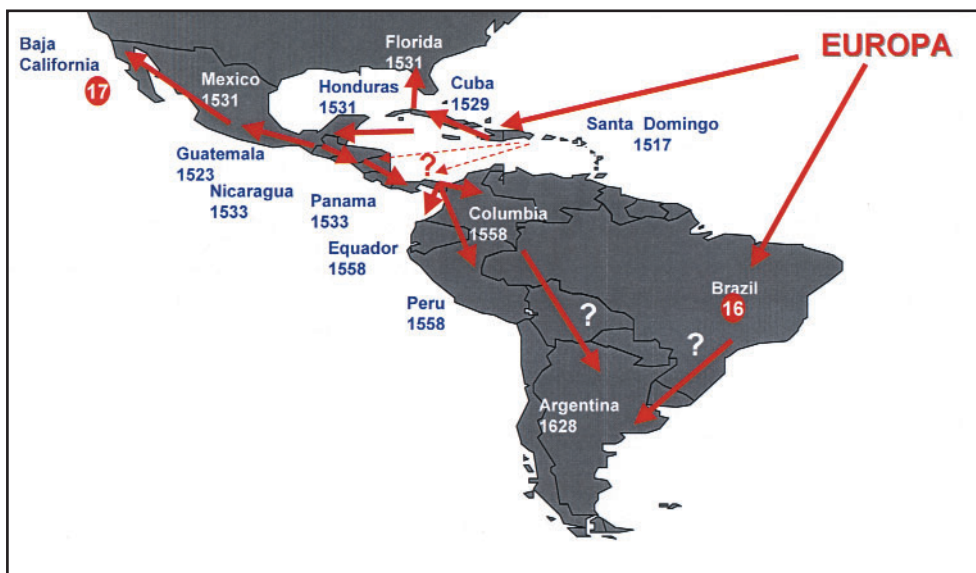 EUROPA
Baja
California
17
Mexico
1531
Florida
1531
Honduras
1531
Cuba
1529
Santa Domingo
1517
Guatemala
1523
Nicaragua
1533
Panama
1533
?
Columbia
1558
Equador
1558
Peru
1558
Brazil
16
?
?
Argentina
1628